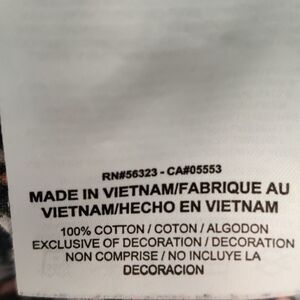 RN#56323 - CA#05553
MADE IN VIETNAM/FABRIQUE AU
VIETNAM/HECHO EN VIETNAM
100% COTTON / COTON / ALGODON
EXCLUSIVE OF DECORATION / DECORATION
NON COMPRISE / NO INCLUYE LA
DECORACION